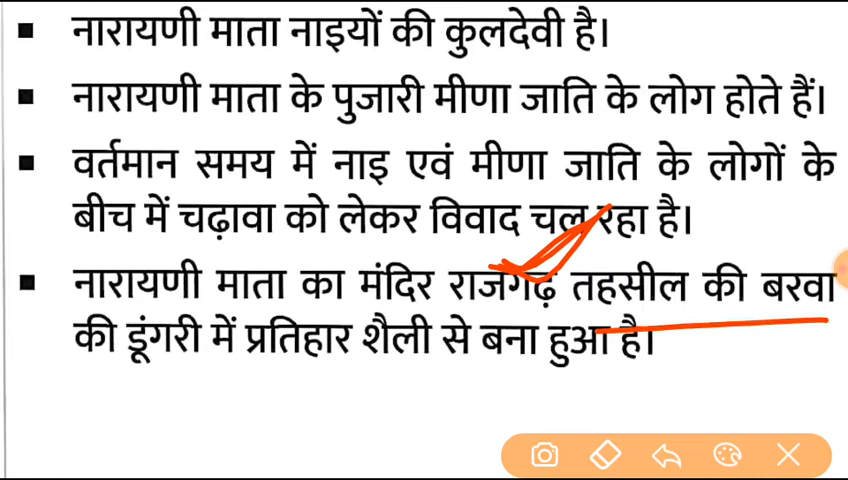 ▪ नारायणी माता नाइयों की कुलदेवी है।
▪ नारायणी माता के पुजारी मीणा जाति के लोग होते हैं।
▪ वर्तमान समय में नाइ एवं मीणा जाति के लोगों के
बीच में चढ़ावा को लेकर विवाद चल रहा है।
▪ नारायणी माता का मंदिर राजगढ़ तहसील की बरवा
की डूंगरी में प्रतिहार शैली से बना हुआ है।